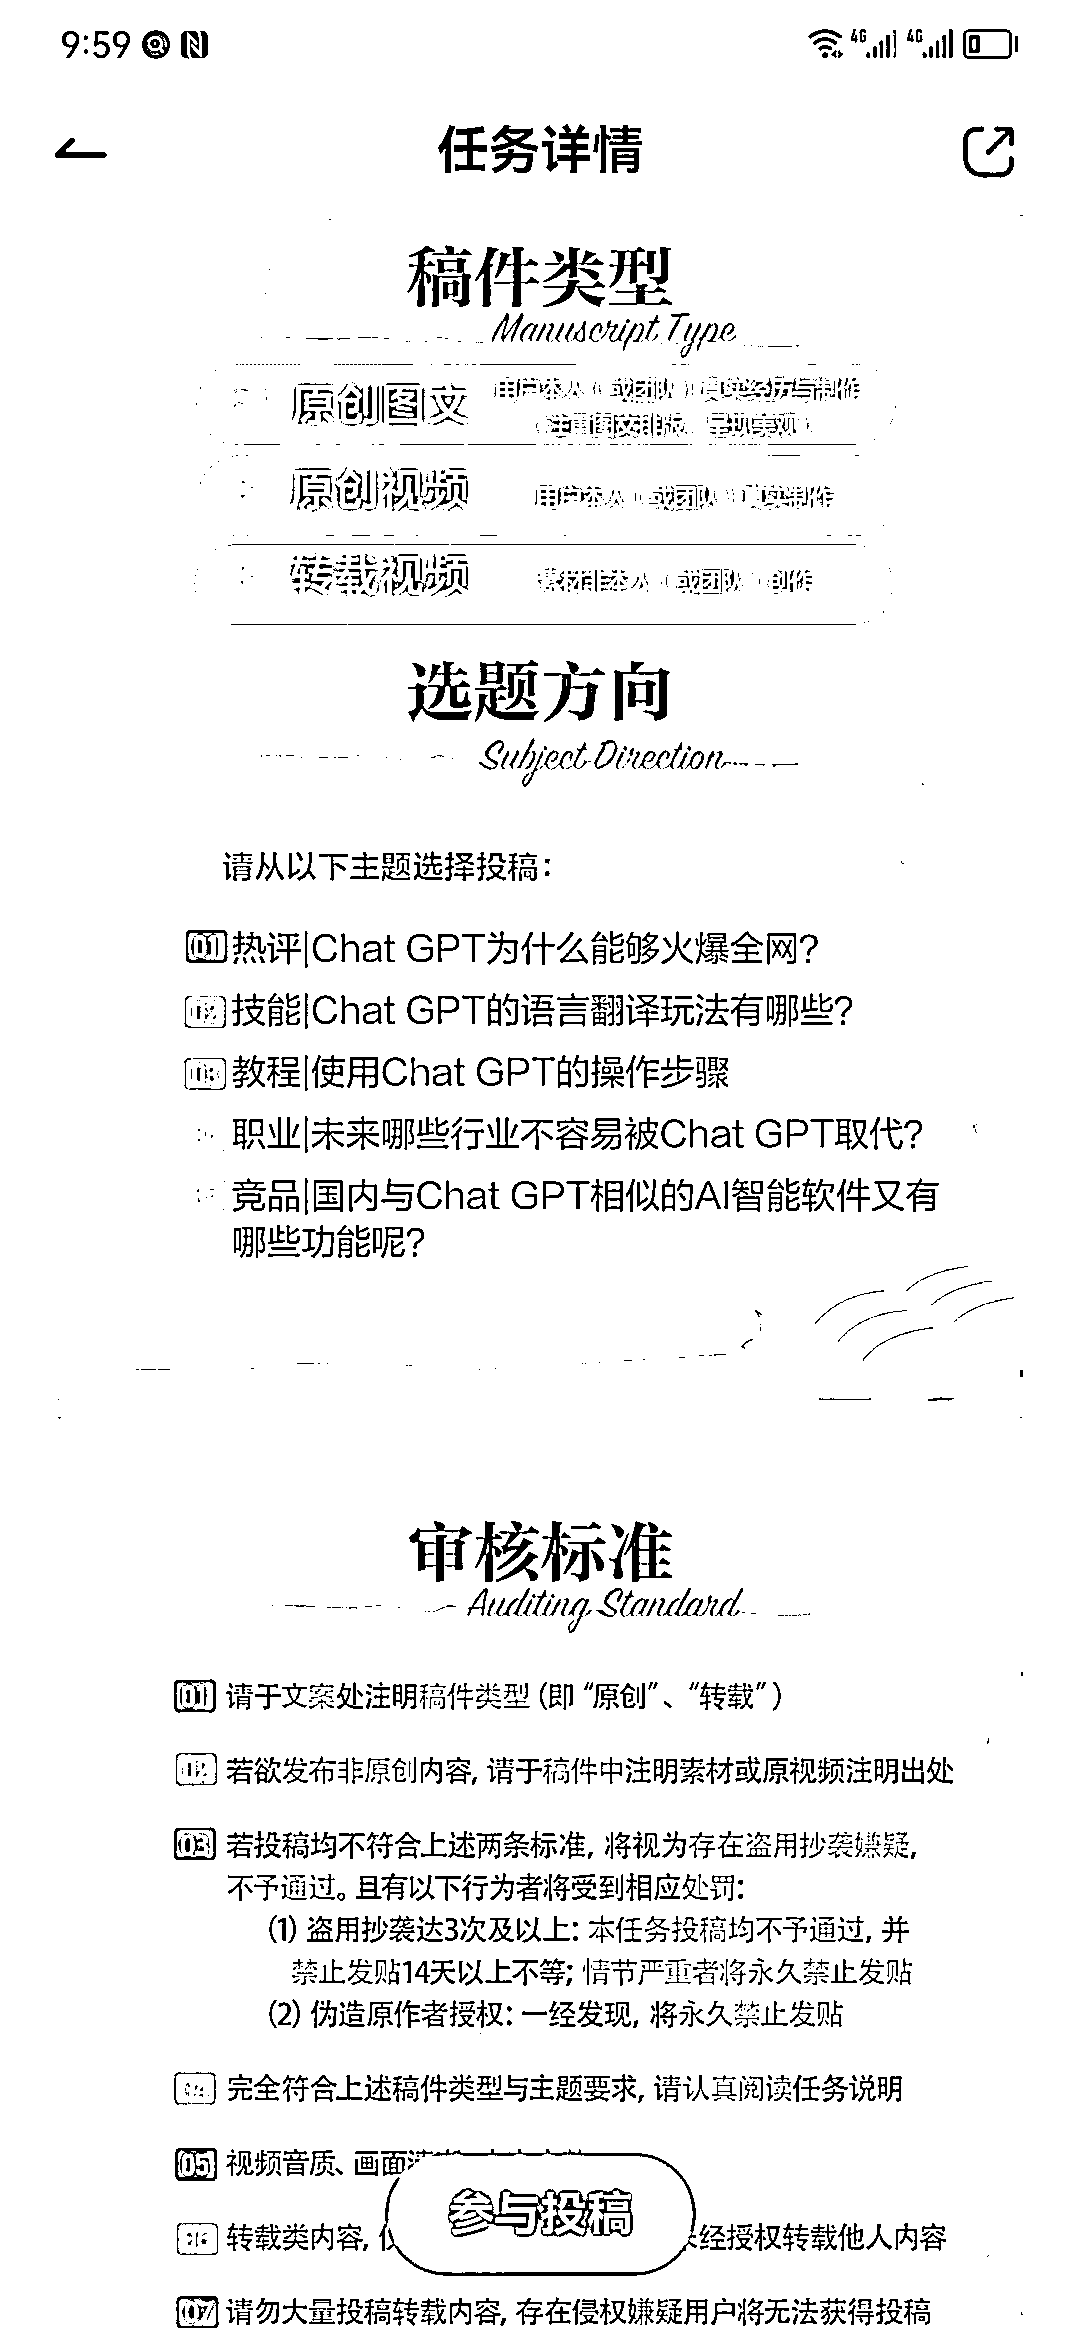 9:59
4G 4G
任务详情
稿件类型
Manuscript Type
原创图文 用户本人（或团队）真实经历与制作
（注重图文排版，呈现美观）
原创视频 用户本人（或团队）真实制作
转载视频 素材非本人（或团队）创作
选题方向
Subject Direction
请从以下主题选择投稿：
01 热评|Chat GPT为什么能够火爆全网？
02 技能|Chat GPT的语言翻译玩法有哪些？
03 教程|使用Chat GPT的操作步骤
职业|未来哪些行业不容易被Chat GPT取代？
竞品|国内与Chat GPT相似的AI智能软件又有
哪些功能呢？
审核标准
Auditing Standard
01 请于文案处注明稿件类型（即“原创”、“转载”）
02 若欲发布非原创内容, 请于稿件中注明素材或原视频注明出处
03 若投稿均不符合上述两条标准, 将视为存在盗用抄袭嫌疑,
不予通过。且有以下行为者将受到相应处罚：
(1) 盗用抄袭达3次及以上：本任务投稿均不予通过, 并
禁止发贴14天以上不等; 情节严重者将永久禁止发贴
(2) 伪造原作者授权：一经发现, 将永久禁止发贴
完全符合上述稿件类型与主题要求, 请认真阅读任务说明
05 视频音质、画面
参与投稿
转载类内容, 经授权转载他人内容
07 请勿大量投稿转载内容, 存在侵权嫌疑用户将无法获得投稿